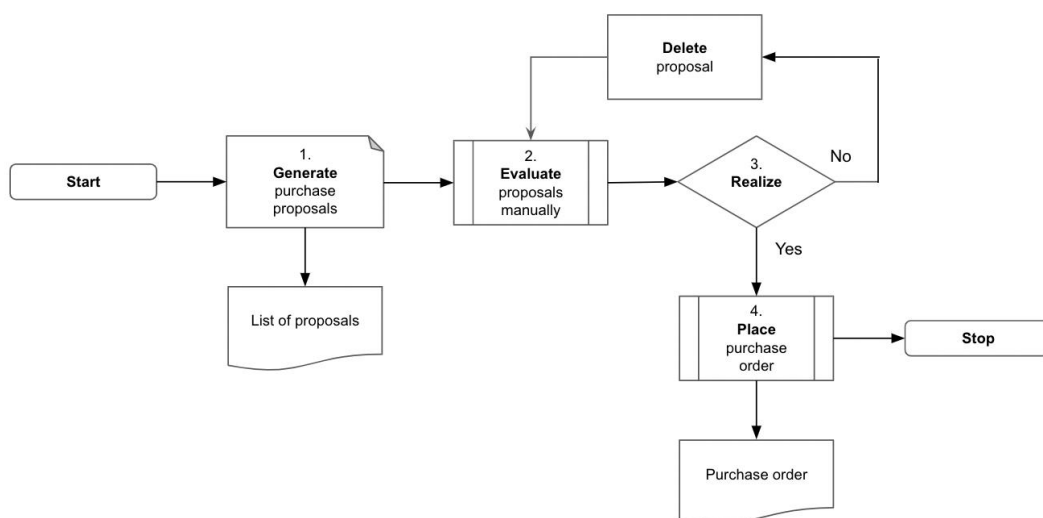 Delete
proposal
Start
1.
Generate
purchase
proposals
2.
Evaluate
proposals
manually
3.
Realize
No
Yes
List of proposals
4.
Place
purchase
order
Stop
Purchase order